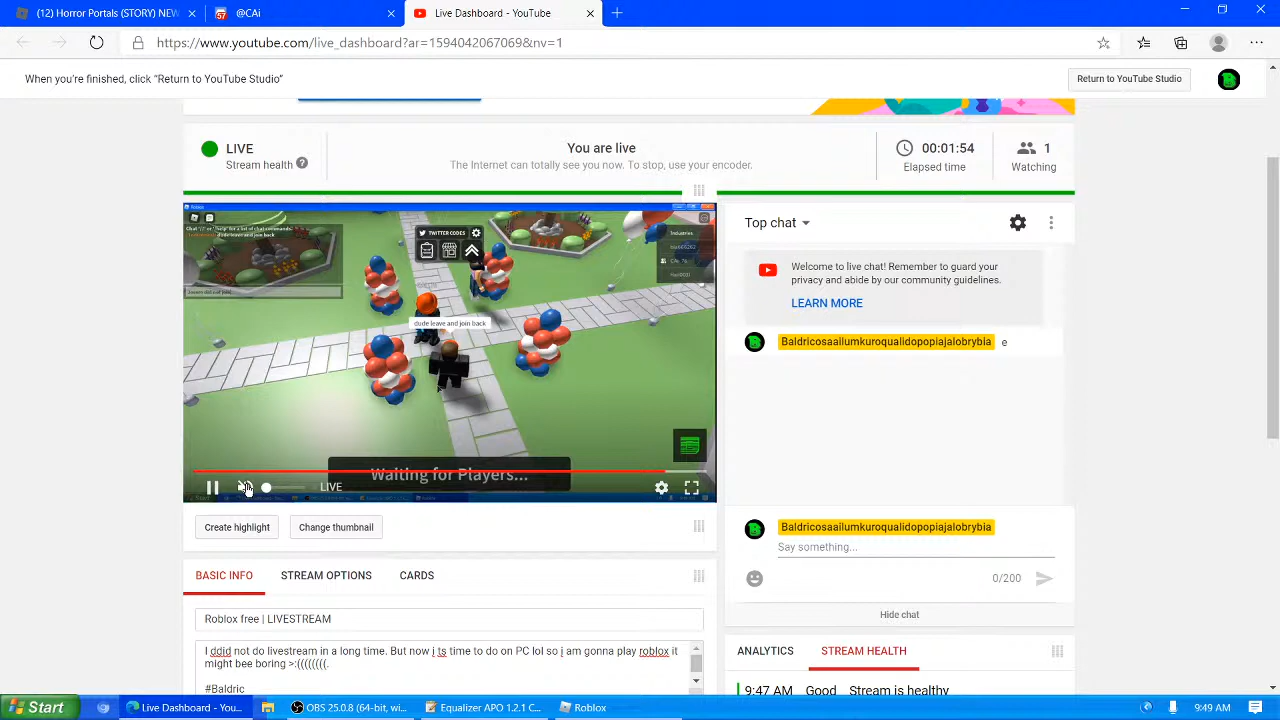 (12) Horror Portals (STORY) NEW
@CAi
Live Dashboard - YouTube
https://www.youtube.com/live_dashboard?ar=1594042067069&nv=1
When you're finished, click "Return to YouTube Studio"
Return to YouTube Studio
LIVE
Stream health
You are live
The Internet can totally see you now. To stop, use your encoder.
00:01:54
Elapsed time
1
Watching
Roblox
TWITTER CODES
dude leave and join back
Waiting for Players...
LIVE
Top chat
Welcome to live chat! Remember to guard your
privacy and abide by our community guidelines.
LEARN MORE
Baldricosaailumkuroqualidopopiajalobrybia e
Baldricosaailumkuroqualidopopiajalobrybia
Say something...
0/200
Hide chat
Create highlight
Change thumbnail
BASIC INFO
STREAM OPTIONS
CARDS
Roblox free | LIVESTREAM
I ddid not do livestream in a long time. But now i ts time to do on PC lol so i am gonna play roblox it
might bee boring >:((((((((.
#Baldric
ANALYTICS
STREAM HEALTH
9:47 AM Good Stream is healthy
Start
Live Dashboard - You...
OBS 25.0.8 (64-bit, wi...
Equalizer APO 1.2.1 C...
Roblox
9:49 AM